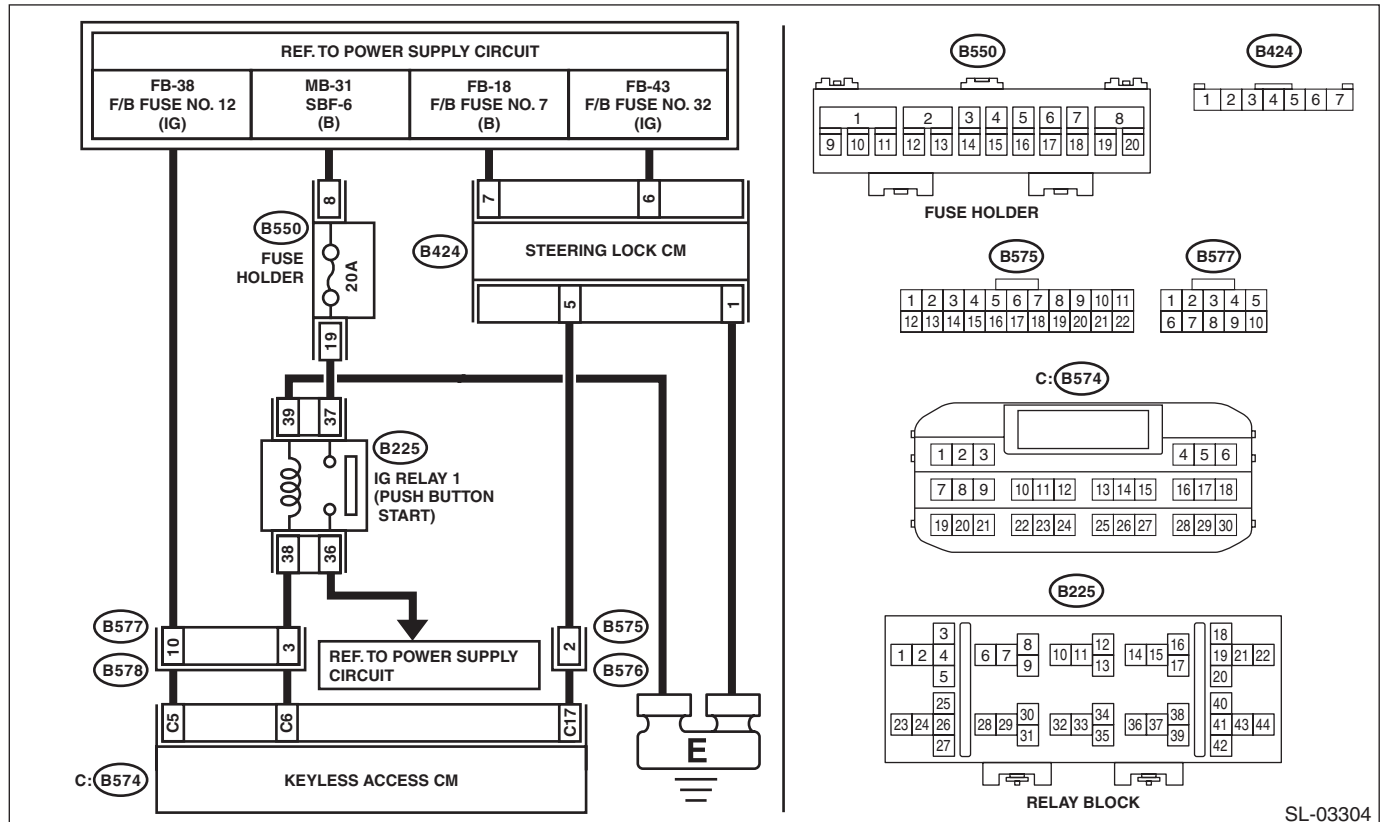 REF. TO POWER SUPPLY CIRCUIT
FB-38
F/B FUSE NO. 12
(IG)
MB-31
SBF-6
(B)
FB-18
F/B FUSE NO. 7
(B)
FB-43
F/B FUSE NO. 32
(IG)
8
B550
FUSE
HOLDER
20A
19
7
6
B424
STEERING LOCK CM
5
1
39
37
B225
IG RELAY 1
(PUSH BUTTON
START)
38
36
B577
10
3
B578
REF. TO POWER SUPPLY
CIRCUIT
2
B575
B576
C5
C6
C17
C: B574
KEYLESS ACCESS CM
E
B550
1 2 3 4 5 6 7 8
9 10 11 12 13 14 15 16 17 18 19 20
FUSE HOLDER
B424
1 2 3 4 5 6 7
B575
1 2 3 4 5 6 7 8 9 10 11
12 13 14 15 16 17 18 19 20 21 22
B577
1 2 3 4 5
6 7 8 9 10
C: B574
1 2 3 4 5 6
7 8 9 10 11 12 13 14 15 16 17 18
19 20 21 22 23 24 25 26 27 28 29 30
B225
3 8 12 16 18
1 2 4 6 7 10 11 14 15 19 21 22
9 13 17
5 20
25 30 34 38 40
23 24 26 28 29 32 33 36 37 41 43 44
31 35 39
27 42
RELAY BLOCK
SL-03304